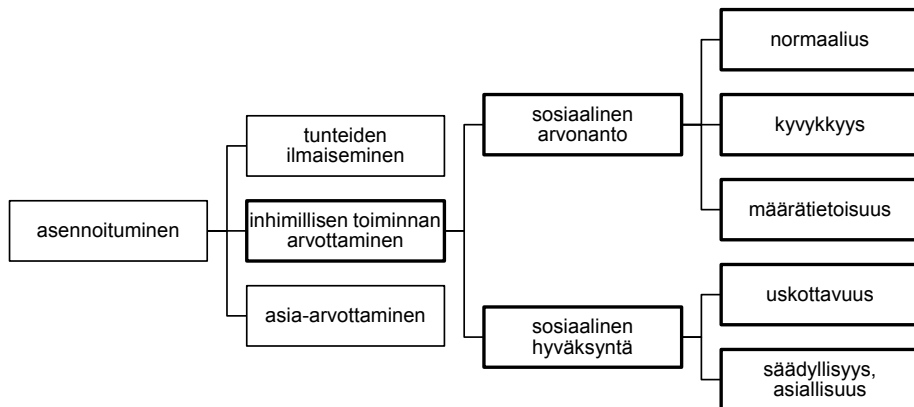 asennoituminen
tunteiden
ilmaiseminen
inhimillisen toiminnan
arvottaminen
asia-arvottaminen
sosiaalinen
arvonanto
sosiaalinen
hyväksyntä
normaalius
kyvykkyys
määrätietoisuus
uskottavuus
säädyllisyys,
asiallisuus